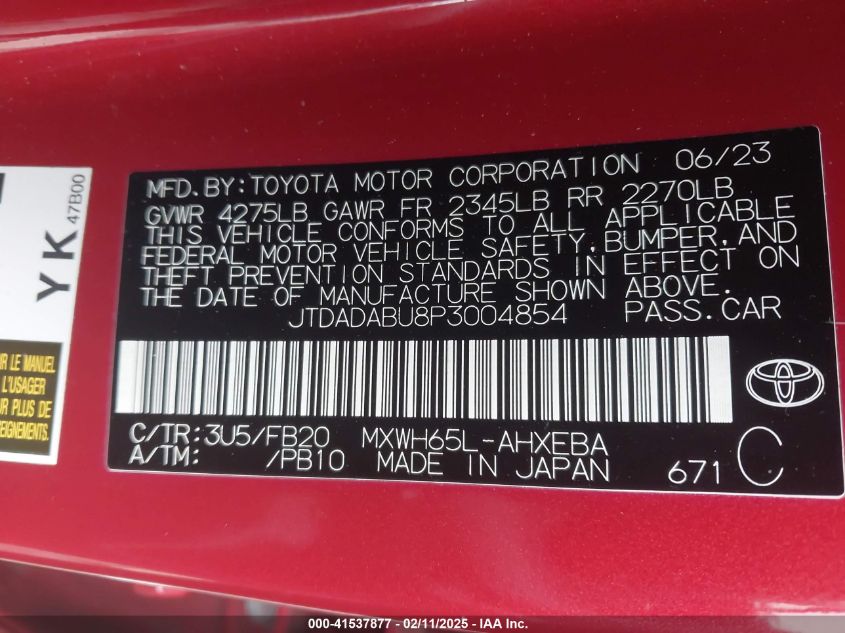 MFD. BY: TOYOTA MOTOR CORPORATION 06/23
GVWR 4275LB GAWR FR 2345LB RR 2270LB
THIS VEHICLE CONFORMS TO ALL APPLICABLE
FEDERAL MOTOR VEHICLE SAFETY, BUMPER, AND
THEFT PREVENTION STANDARDS IN EFFECT ON
THE DATE OF MANUFACTURE SHOWN ABOVE.
JTDADABU8P3004854 PASS.CAR
C/TR: 3U5/FB20 MXWH65L-AHXEBA
A/TM: /PB10 MADE IN JAPAN 671 C
YK
47B00
LE MANUEL
L'USAGER
PLUS DE
000-41537877 - 02/11/2025 - IAA Inc.